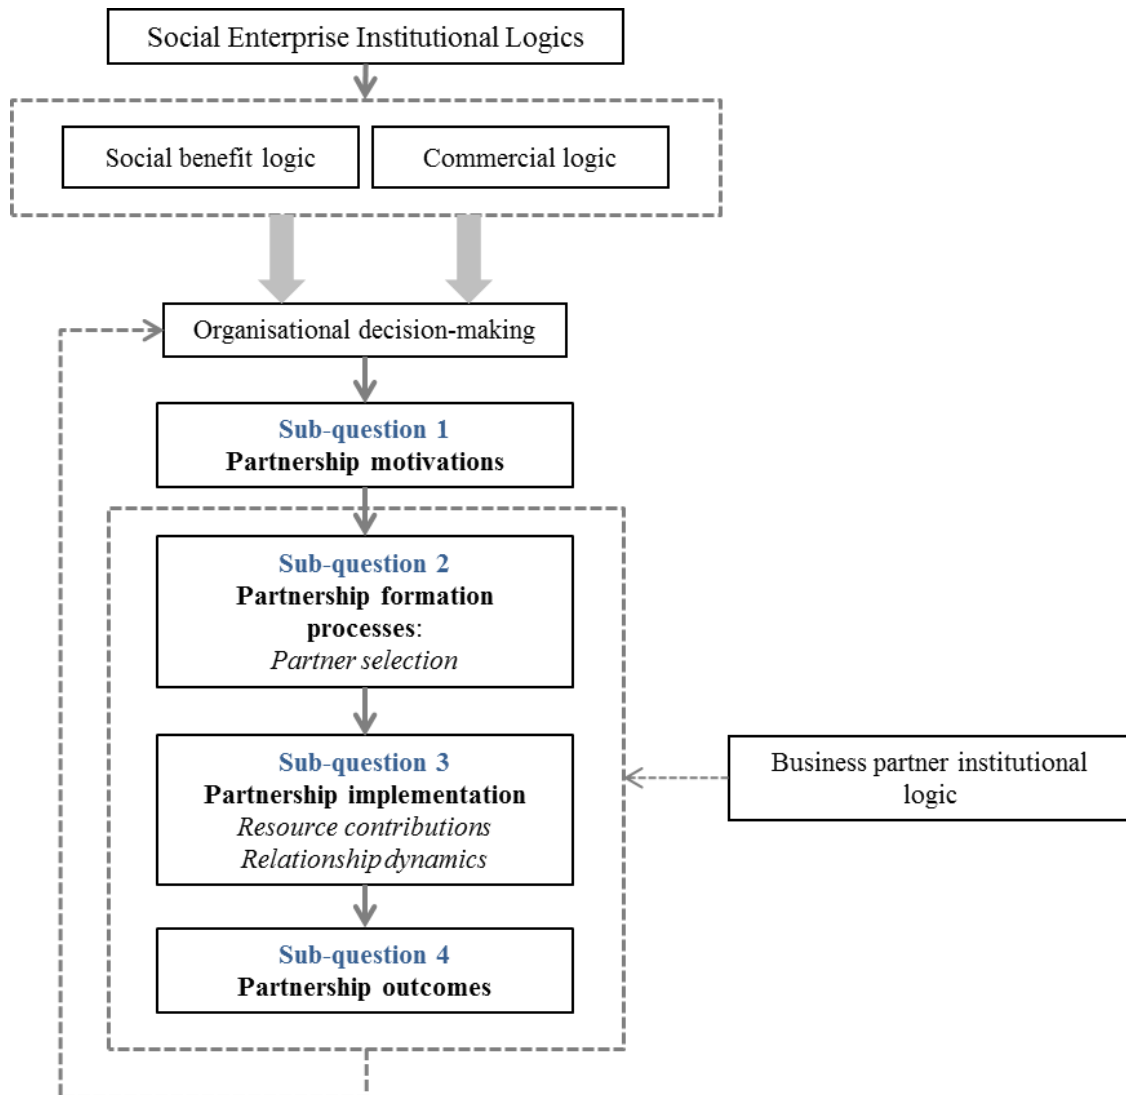 Social Enterprise Institutional Logics
Social benefit logic
Commercial logic
Organisational decision-making
Sub-question 1
Partnership motivations
Sub-question 2
Partnership formation
processes:
Partner selection
Sub-question 3
Partnership implementation
Resource contributions
Relationship dynamics
Business partner institutional
logic
Sub-question 4
Partnership outcomes